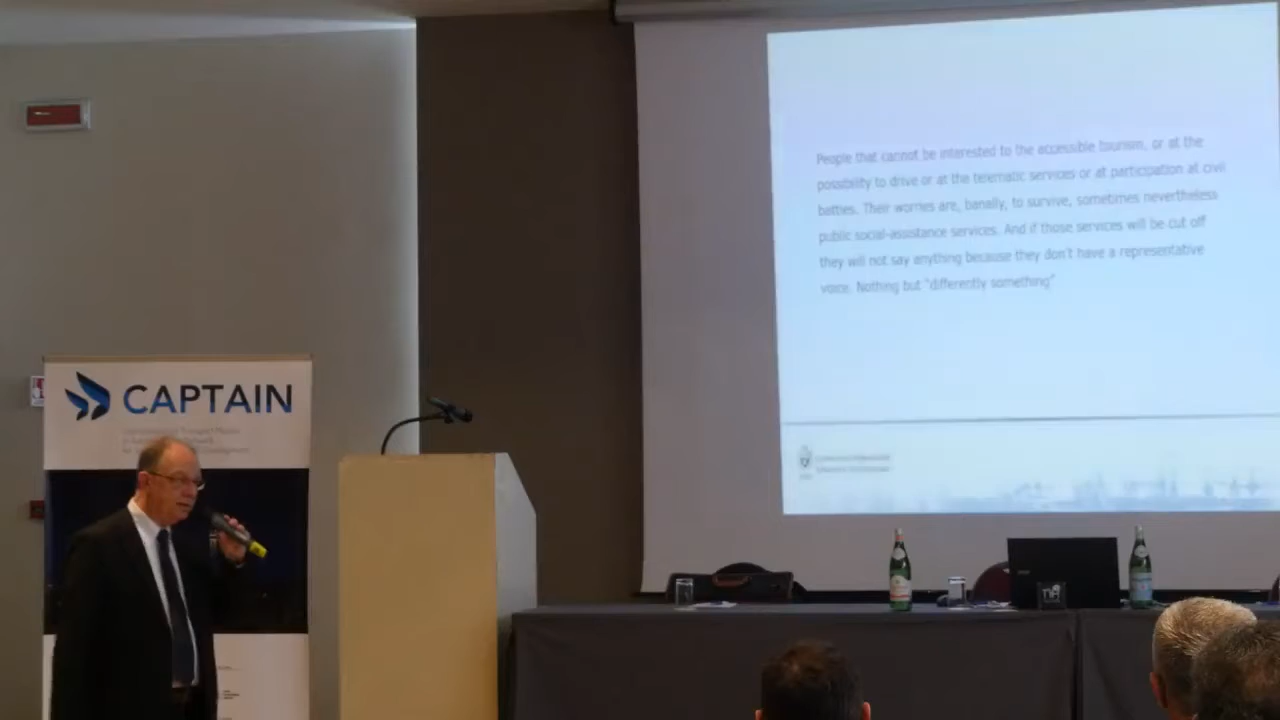 People that cannot be interested to the accessible tourism, or at the
possibility to drive or at the telematic services or at participation at civil
battles. Their worries are, banally, to survive, sometimes nevertheless
public social-assistance services. And if those services will be cut off
they will not say anything because they don't have a representative
voice. Nothing but "differently something"
CAPTAIN